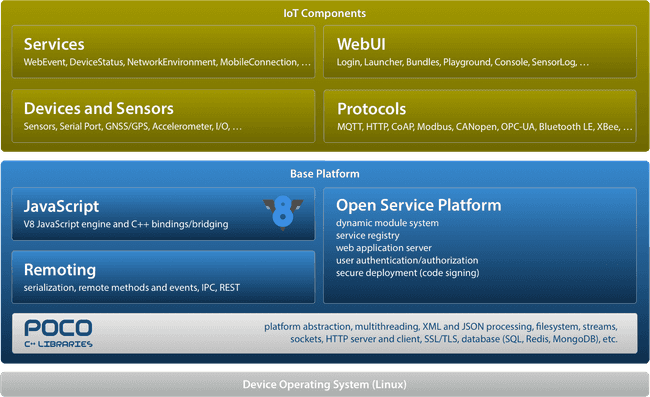 IoT Components
Services
WebEvent, DeviceStatus, NetworkEnvironment, MobileConnection, …
WebUI
Login, Launcher, Bundles, Playground, Console, SensorLog, …
Devices and Sensors
Sensors, Serial Port, GNSS/GPS, Accelerometer, I/O, …
Protocols
MQTT, HTTP, CoAP, Modbus, CANopen, OPC-UA, Bluetooth LE, XBee, …
Base Platform
JavaScript
V8 JavaScript engine and C++ bindings/bridging
8
Open Service Platform
dynamic module system
service registry
web application server
user authentication/authorization
secure deployment (code signing)
Remoting
serialization, remote methods and events, IPC, REST
POCO
C++ LIBRARIES
platform abstraction, multithreading, XML and JSON processing, filesystem, streams,
sockets, HTTP server and client, SSL/TLS, database (SQL, Redis, MongoDB), etc.
Device Operating System (Linux)